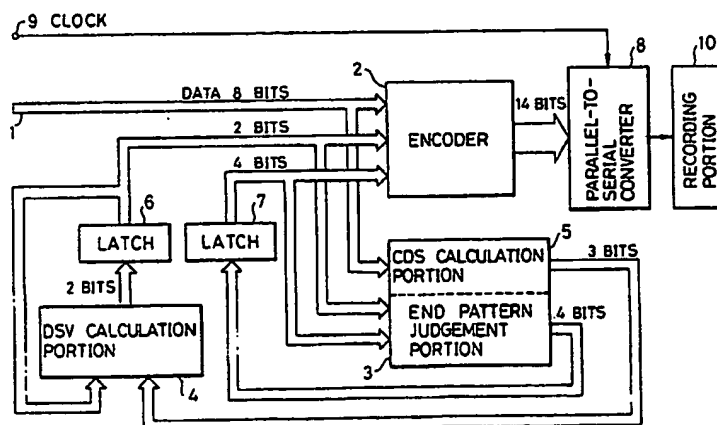 9 CLOCK
8
10
2
DATA 8 BITS
1
2 BITS
4 BITS
ENCODER
14 BITS
PARALLEL-TO-
SERIAL
CONVERTER
RECORDING
PORTION
6
LATCH
7
LATCH
5
CDS CALCULATION
PORTION
3 BITS
2 BITS
DSV CALCULATION
PORTION
4
END PATTERN
JUDGEMENT
PORTION
4 BITS
3